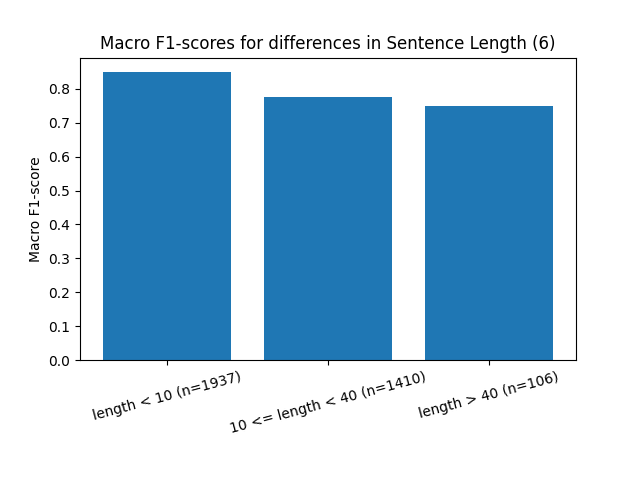 Macro F1-scores for differences in Sentence Length (6)
Macro F1-score
0.8
0.7
0.6
0.5
0.4
0.3
0.2
0.1
0.0
length < 10 (n=1937)
10 <= length < 40 (n=1410)
length > 40 (n=106)